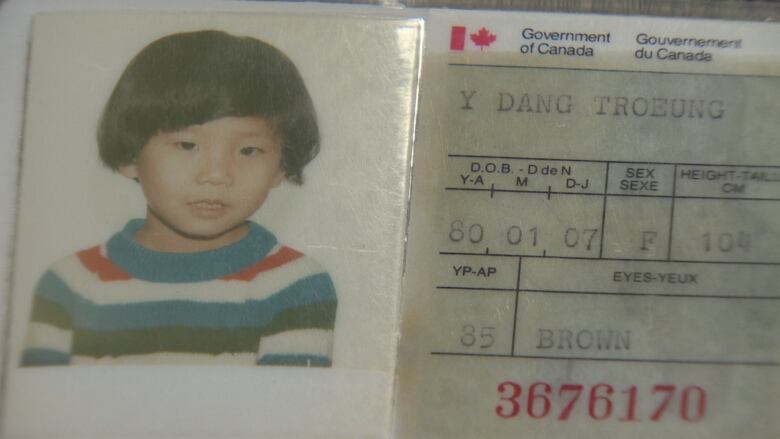 Government Gouvernement
of Canada du Canada
Y DANG TROEUNG
D.O.B. - D de N SEX HEIGHT-TAILLE
Y-A M D-J SEXE CM
80 01 07 F 104
YP-AP EYES-YEUX
85 BROWN
3676170